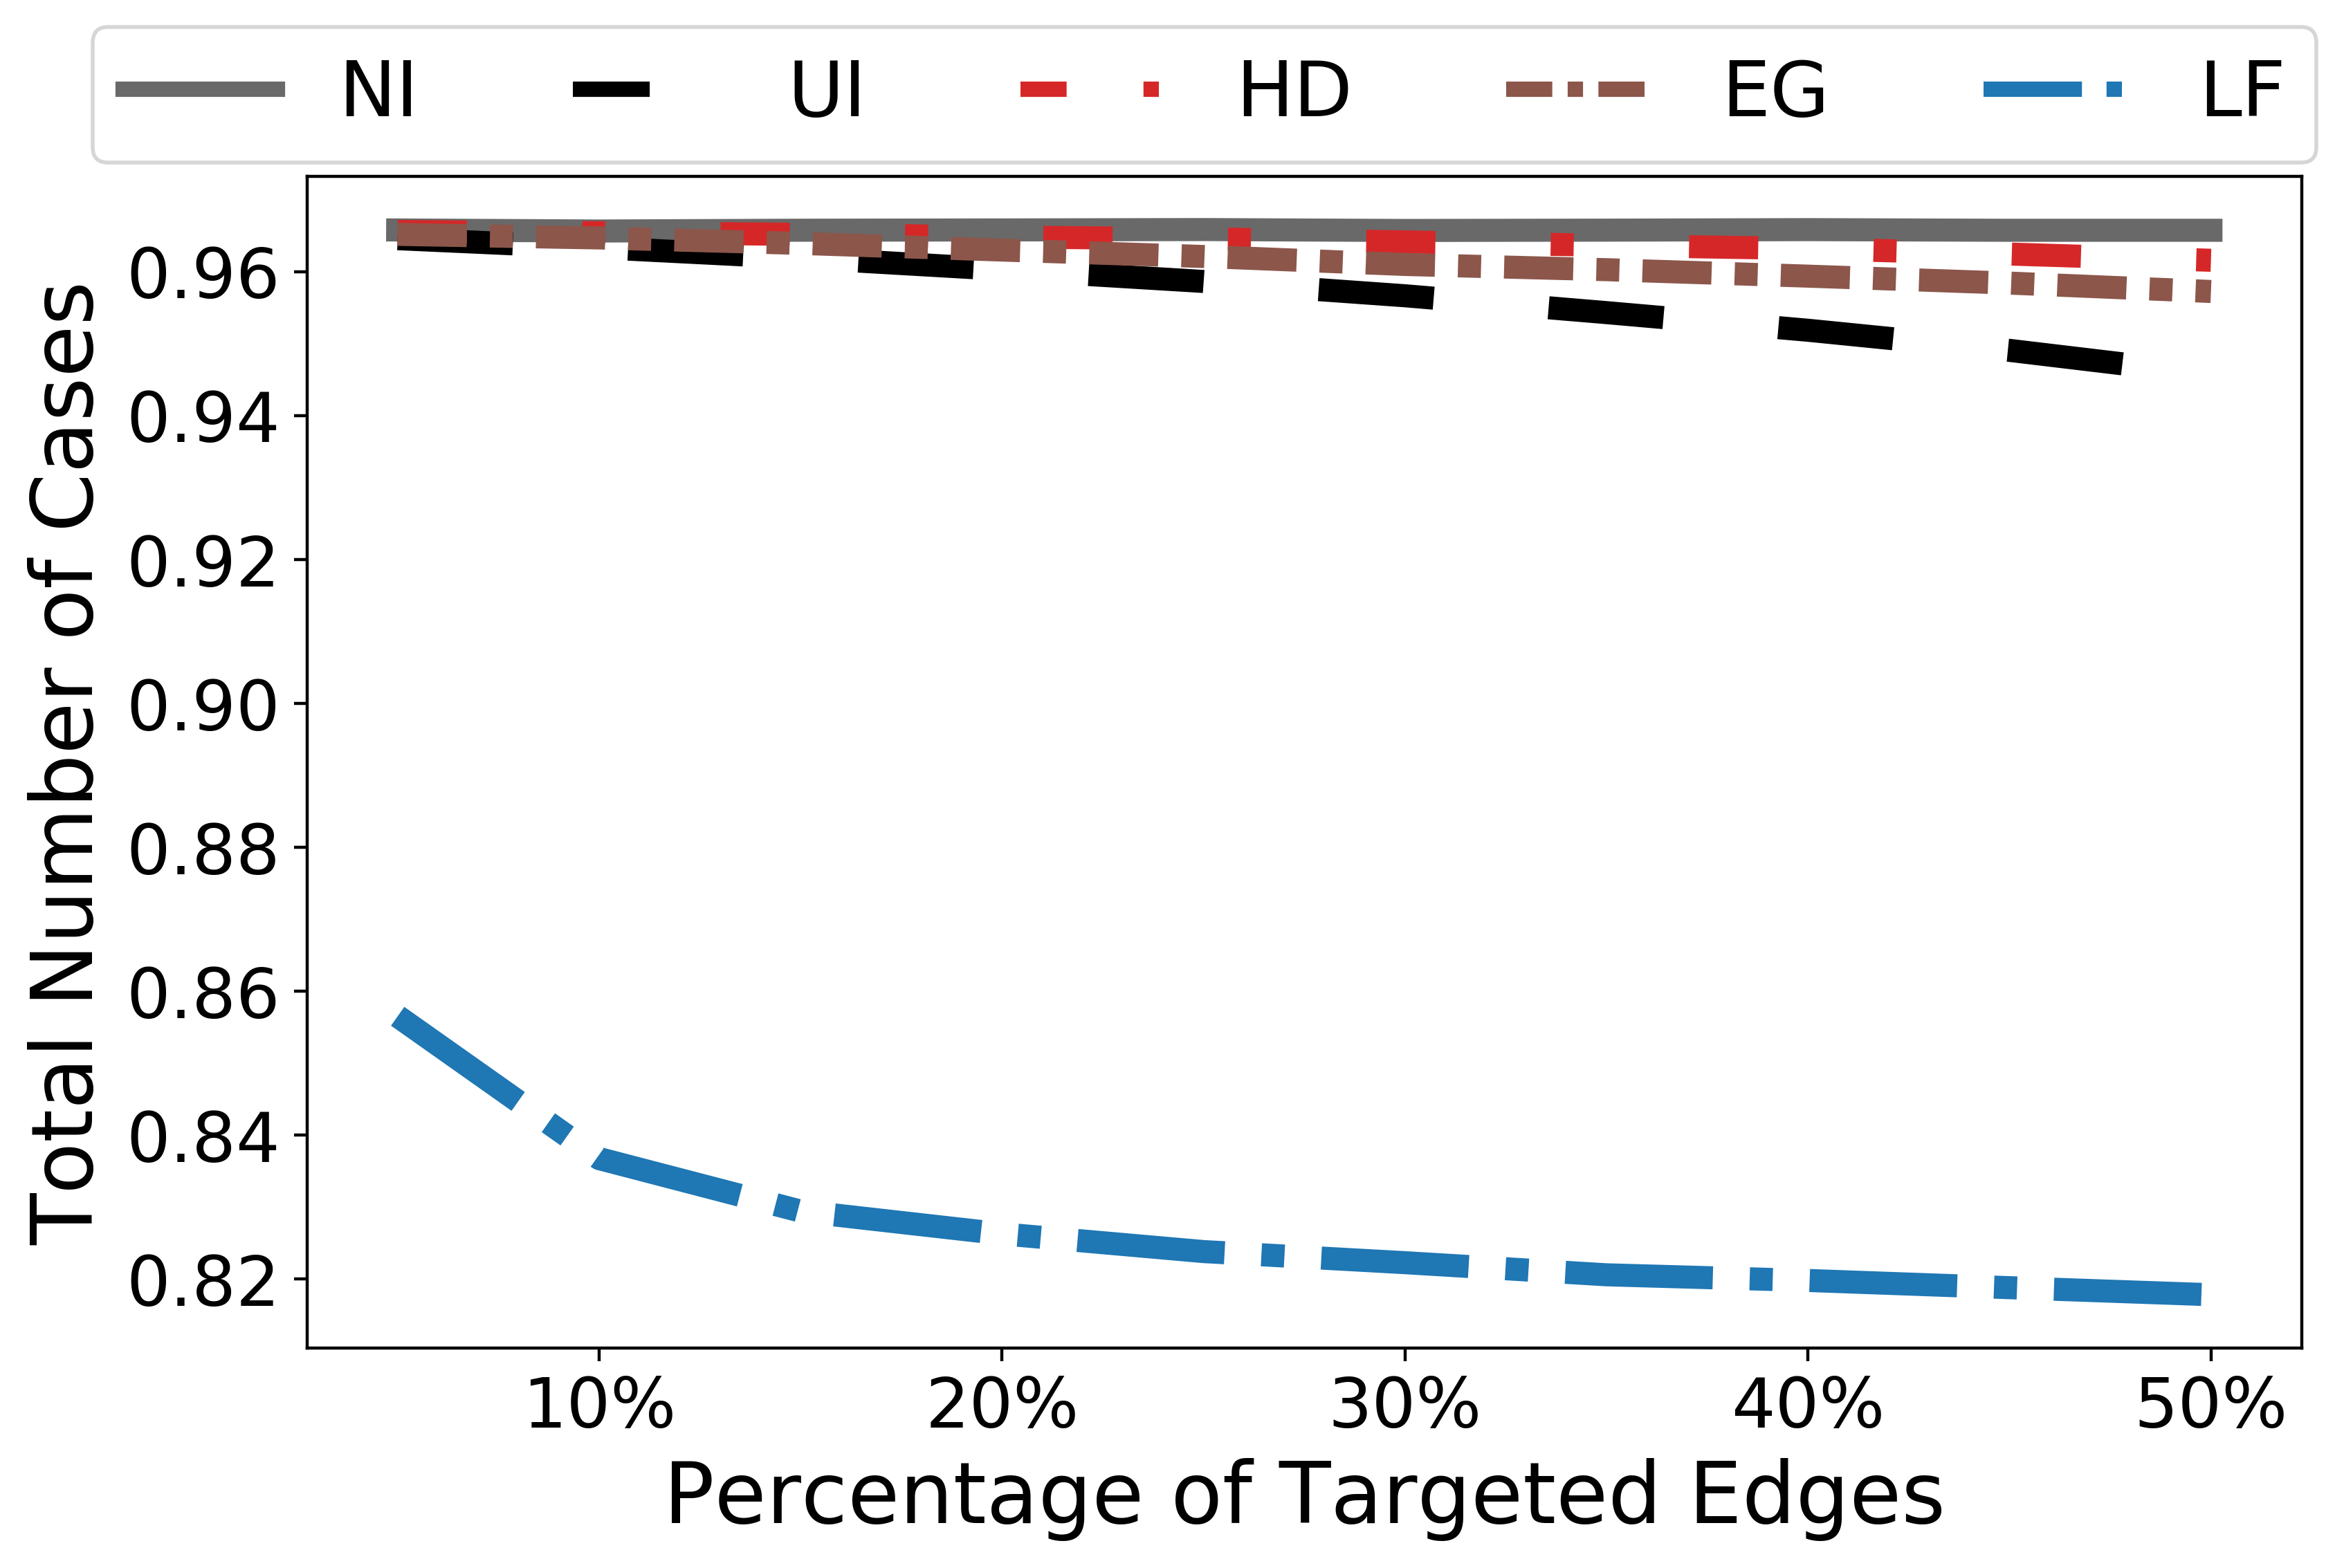 NI UI HD EG LF
Total Number of Cases
0.96
0.94
0.92
0.90
0.88
0.86
0.84
0.82
10% 20% 30% 40% 50%
Percentage of Targeted Edges